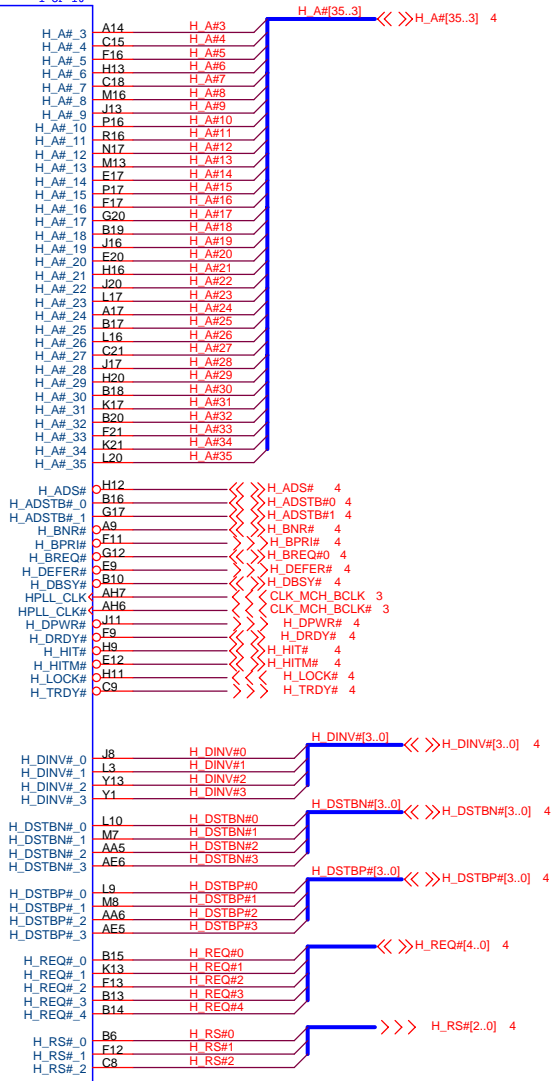 H_A#[35..3]
H_A#[35..3] 4
H_A#_3 A14 H_A#3
H_A#_4 C15 H_A#4
H_A#_5 F16 H_A#5
H_A#_6 H13 H_A#6
H_A#_7 C18 H_A#7
H_A#_8 M16 H_A#8
H_A#_9 J13 H_A#9
H_A#_10 P16 H_A#10
H_A#_11 R16 H_A#11
H_A#_12 N17 H_A#12
H_A#_13 M13 H_A#13
H_A#_14 E17 H_A#14
H_A#_15 P17 H_A#15
H_A#_16 F17 H_A#16
H_A#_17 G20 H_A#17
H_A#_18 B19 H_A#18
H_A#_19 J16 H_A#19
H_A#_20 E20 H_A#20
H_A#_21 H16 H_A#21
H_A#_22 J20 H_A#22
H_A#_23 L17 H_A#23
H_A#_24 A17 H_A#24
H_A#_25 B17 H_A#25
H_A#_26 L16 H_A#26
H_A#_27 C21 H_A#27
H_A#_28 J17 H_A#28
H_A#_29 H20 H_A#29
H_A#_30 B18 H_A#30
H_A#_31 K17 H_A#31
H_A#_32 B20 H_A#32
H_A#_33 F21 H_A#33
H_A#_34 K21 H_A#34
H_A#_35 L20 H_A#35
H_ADS# H12 H_ADS# 4
H_ADSTB#_0 B16 H_ADSTB#0 4
H_ADSTB#_1 G17 H_ADSTB#1 4
H_BNR# A9 H_BNR# 4
H_BPRI# F11 H_BPRI# 4
H_BREQ# G12 H_BREQ#0 4
H_DEFER# E9 H_DEFER# 4
H_DBSY# B10 H_DBSY# 4
HPLL_CLK AH7 CLK_MCH_BCLK 3
HPLL_CLK# AH6 CLK_MCH_BCLK# 3
H_DPWR# J11 H_DPWR# 4
H_DRDY# F9 H_DRDY# 4
H_HIT# H9 H_HIT# 4
H_HITM# E12 H_HITM# 4
H_LOCK# H11 H_LOCK# 4
H_TRDY# C9 H_TRDY# 4
H_DINV#[3..0] H_DINV#[3..0] 4
H_DINV#_0 J8 H_DINV#0
H_DINV#_1 L3 H_DINV#1
H_DINV#_2 Y13 H_DINV#2
H_DINV#_3 Y1 H_DINV#3
H_DSTBN#[3..0] H_DSTBN#[3..0] 4
H_DSTBN#_0 L10 H_DSTBN#0
H_DSTBN#_1 M7 H_DSTBN#1
H_DSTBN#_2 AA5 H_DSTBN#2
H_DSTBN#_3 AE6 H_DSTBN#3
H_DSTBP#[3..0] H_DSTBP#[3..0] 4
H_DSTBP#_0 L9 H_DSTBP#0
H_DSTBP#_1 M8 H_DSTBP#1
H_DSTBP#_2 AA6 H_DSTBP#2
H_DSTBP#_3 AE5 H_DSTBP#3
H_REQ#[4..0] 4
H_REQ#_0 B15 H_REQ#0
H_REQ#_1 K13 H_REQ#1
H_REQ#_2 F13 H_REQ#2
H_REQ#_3 B13 H_REQ#3
H_REQ#_4 B14 H_REQ#4
H_RS#[2..0] 4
H_RS#_0 B6 H_RS#0
H_RS#_1 F12 H_RS#1
H_RS#_2 C8 H_RS#2